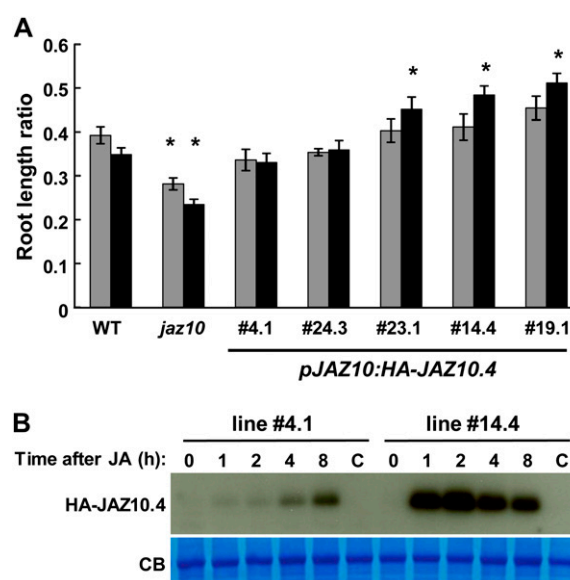 A
Root length ratio
0.6
0.5
0.4
0.3
0.2
0.1
0
* * * * *
WT jaz10 #4.1 #24.3 #23.1 #14.4 #19.1
pJAZ10:HA-JAZ10.4
B
line #4.1 line #14.4
Time after JA (h): 0 1 2 4 8 C 0 1 2 4 8 C
HA-JAZ10.4
CB